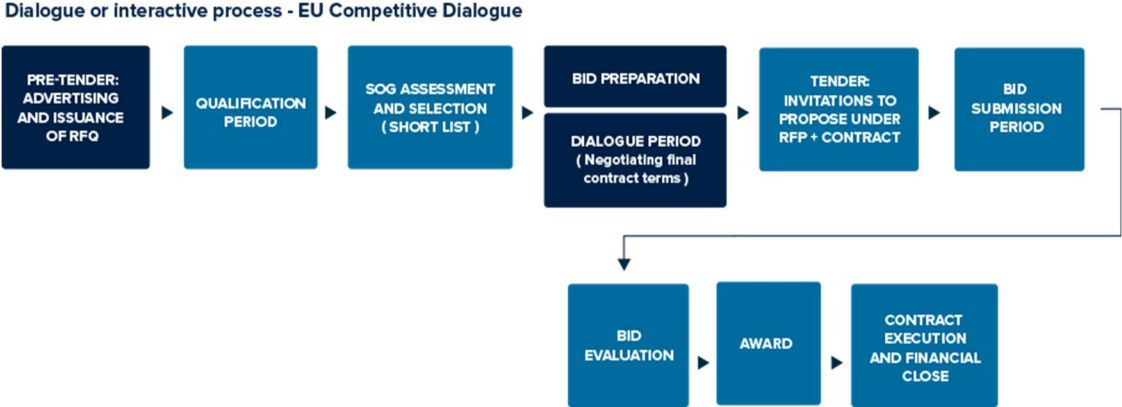 Dialogue or interactive process - EU Competitive Dialogue
PRE-TENDER:
ADVERTISING
AND ISSUANCE
OF RFQ
QUALIFICATION
PERIOD
SOG ASSESSMENT
AND SELECTION
( SHORT LIST )
BID PREPARATION
DIALOGUE PERIOD
( Negotiating final
contract terms )
TENDER:
INVITATIONS TO
PROPOSE UNDER
RFP + CONTRACT
BID
SUBMISSION
PERIOD
BID
EVALUATION
AWARD
CONTRACT
EXECUTION
AND FINANCIAL
CLOSE